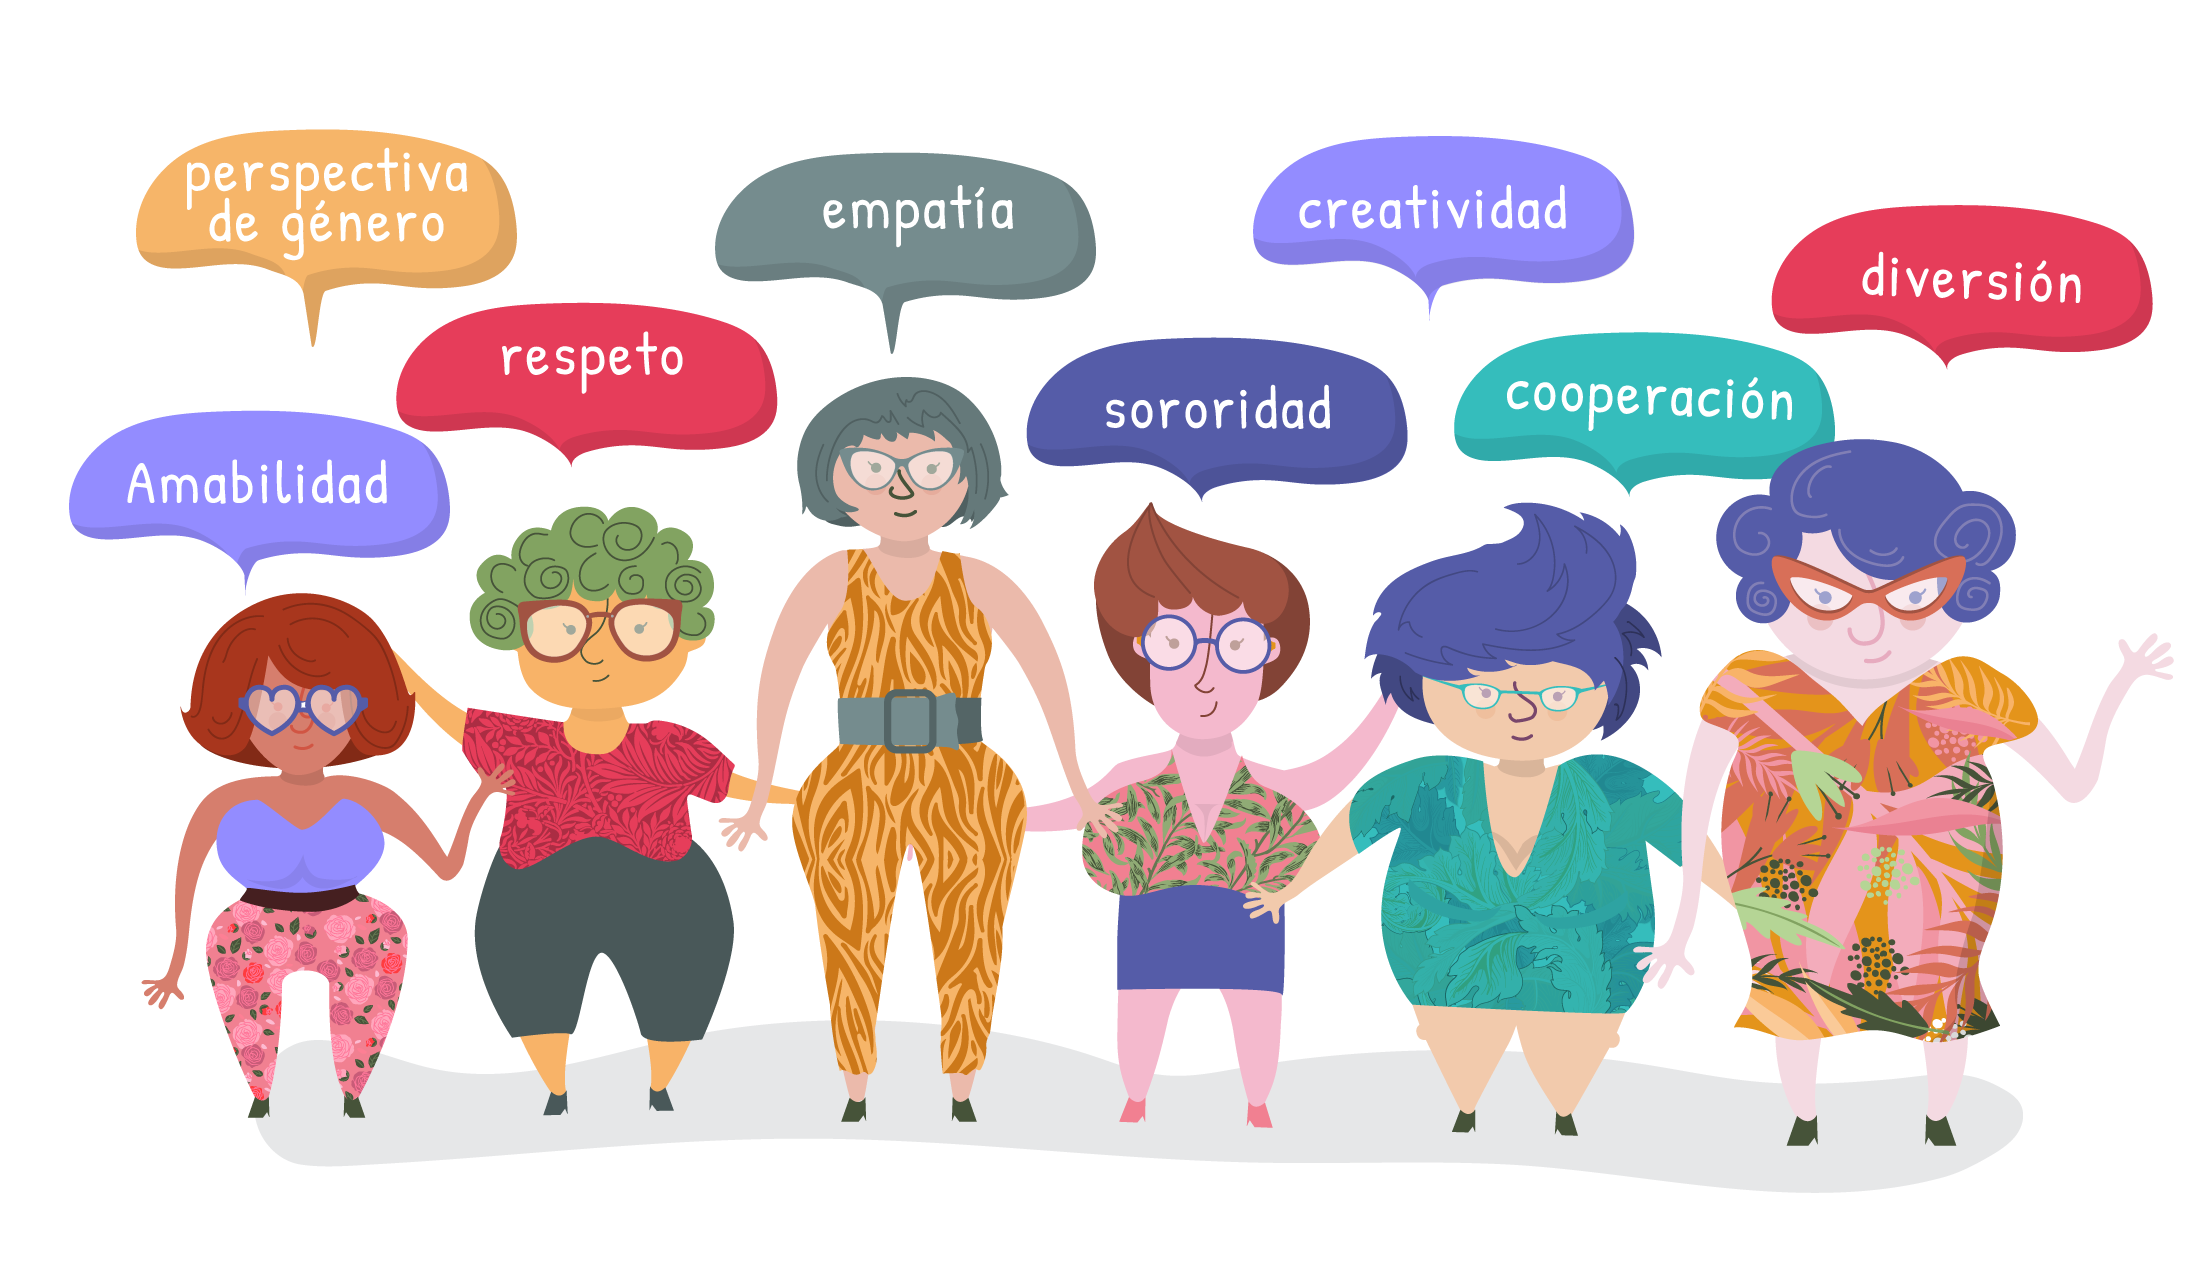 perspectiva
de género
empatía
creatividad
diversión
respeto
sororidad
cooperación
Amabilidad